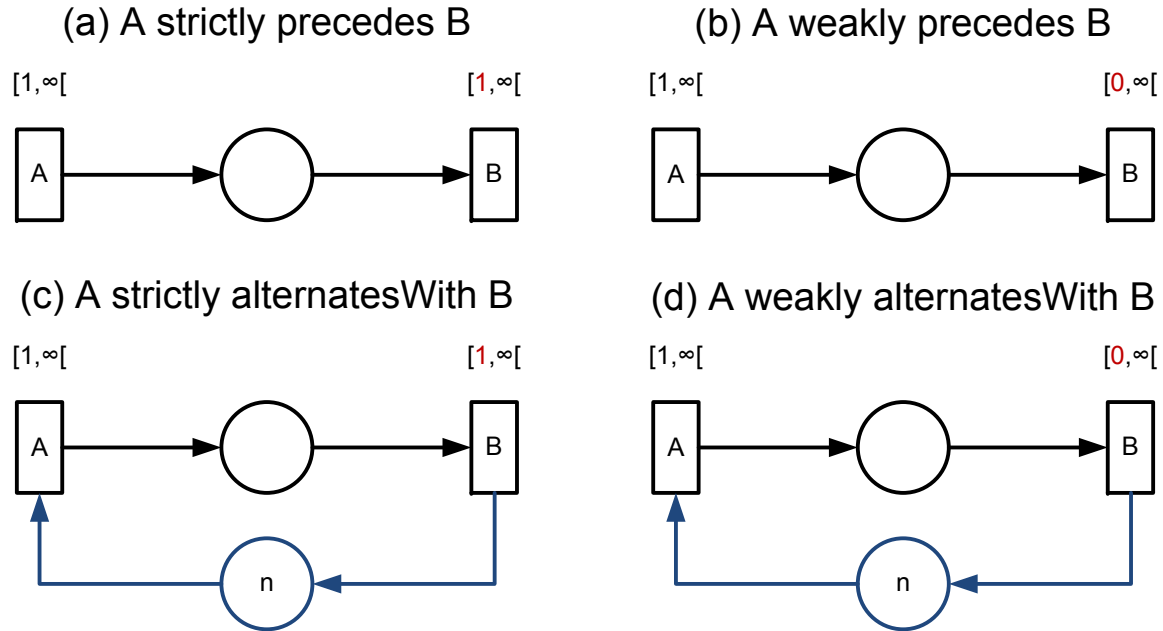 (a) A strictly precedes B
[1,∞[ [1,∞[
A B
(b) A weakly precedes B
[1,∞[ [0,∞[
A B
(c) A strictly alternatesWith B
[1,∞[ [1,∞[
A B
n
(d) A weakly alternatesWith B
[1,∞[ [0,∞[
A B
n